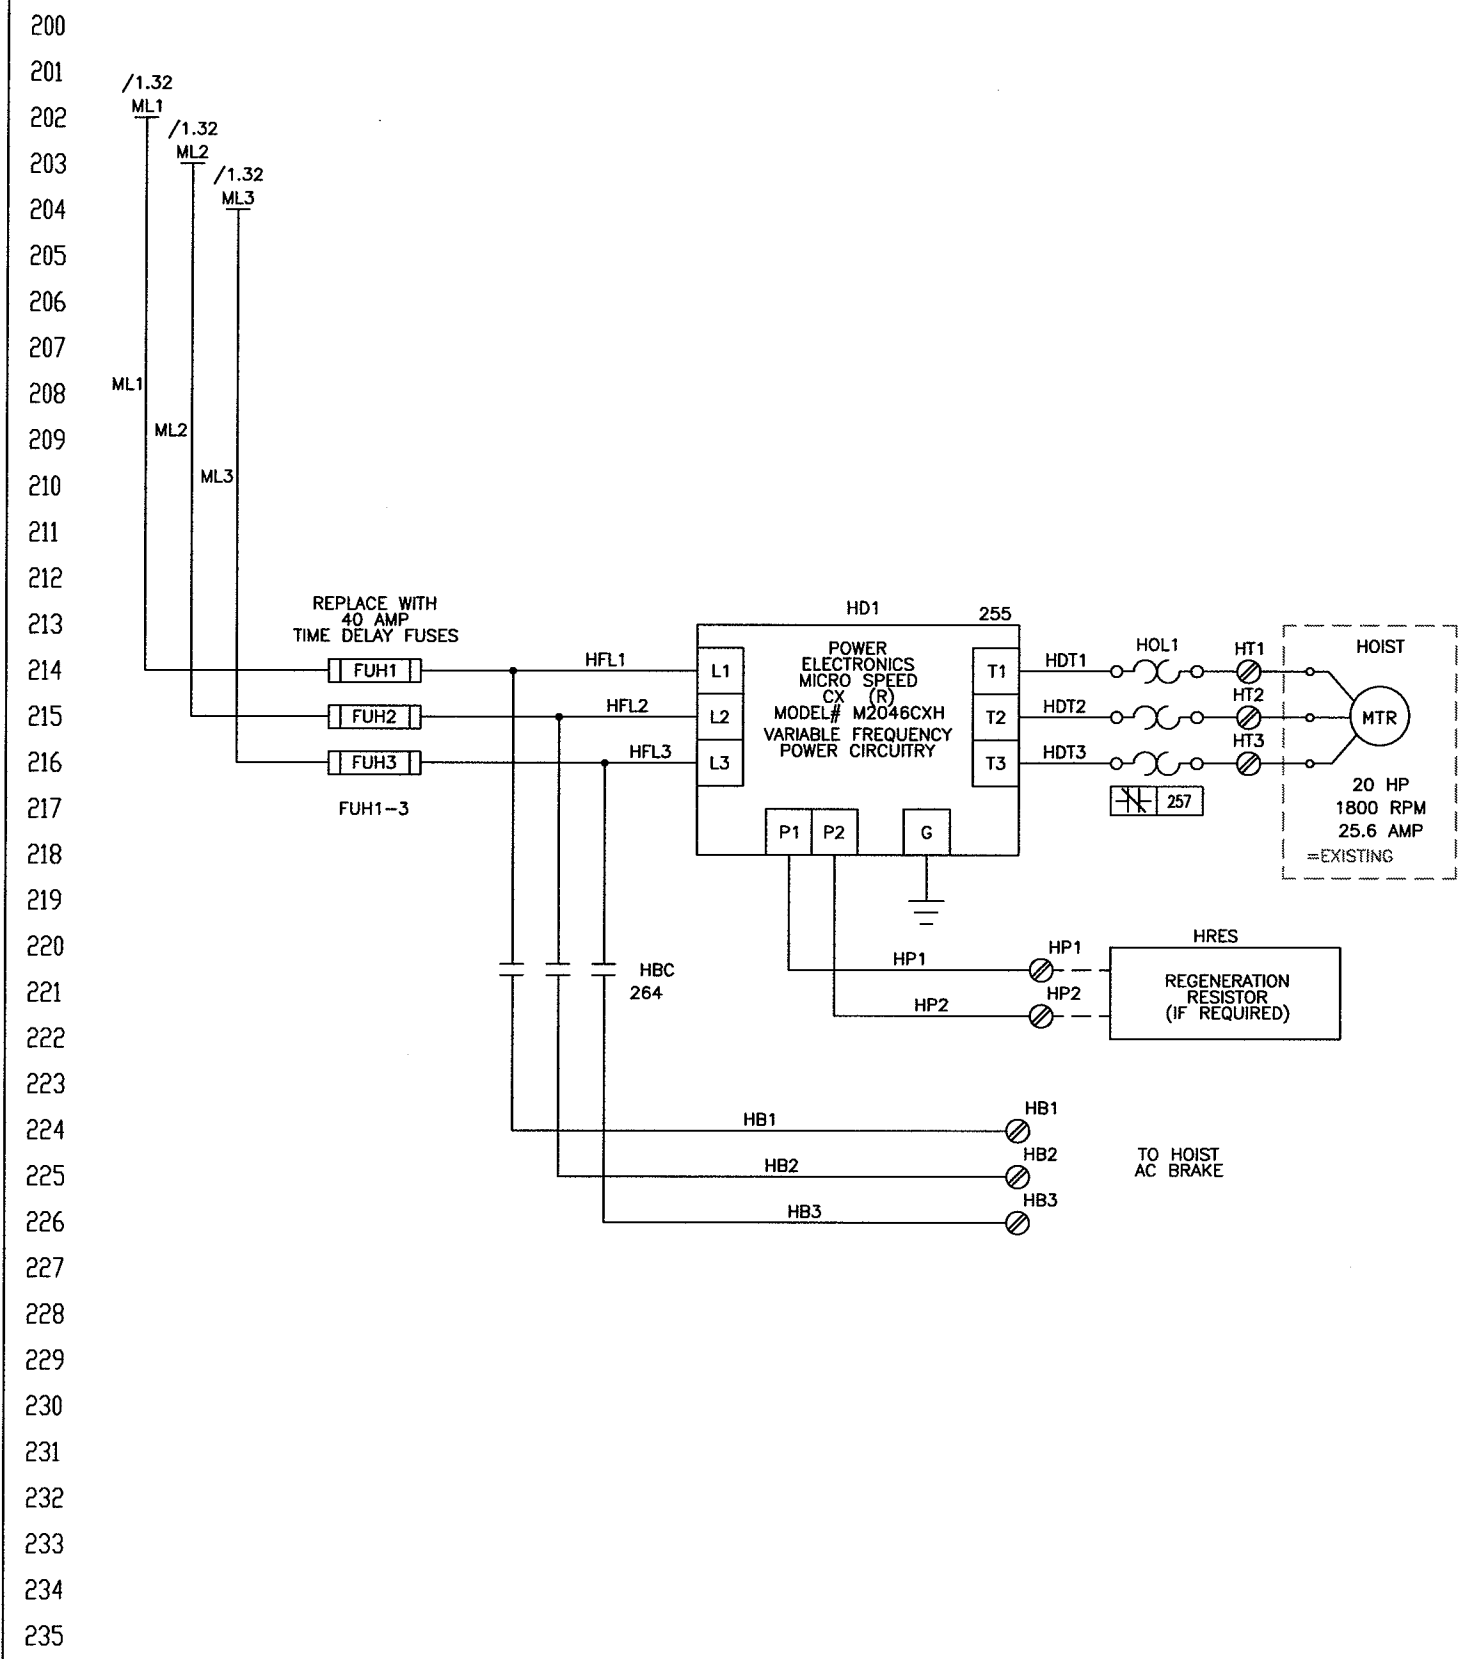 200
201
/1.32
ML1
202
/1.32
ML2
203
/1.32
ML3
204
205
206
207
ML1
208
ML2
209
ML3
210
211
212
REPLACE WITH
40 AMP
TIME DELAY FUSES
213
HD1
255
POWER
ELECTRONICS
MICRO SPEED
CX (R)
MODEL# M2046CXH
VARIABLE FREQUENCY
POWER CIRCUITRY
214
FUH1
HFL1
L1
T1
HDT1
HOL1
HT1
HOIST
215
FUH2
HFL2
L2
T2
HDT2
HT2
MTR
216
FUH3
HFL3
L3
T3
HDT3
HT3
217
FUH1-3
257
20 HP
1800 RPM
25.6 AMP
=EXISTING
P1
P2
G
218
219
220
HRES
HP1
HP1
HBC
264
221
HP2
HP2
REGENERATION
RESISTOR
(IF REQUIRED)
222
223
224
HB1
HB1
225
HB2
HB2
TO HOIST
AC BRAKE
226
HB3
HB3
227
228
229
230
231
232
233
234
235